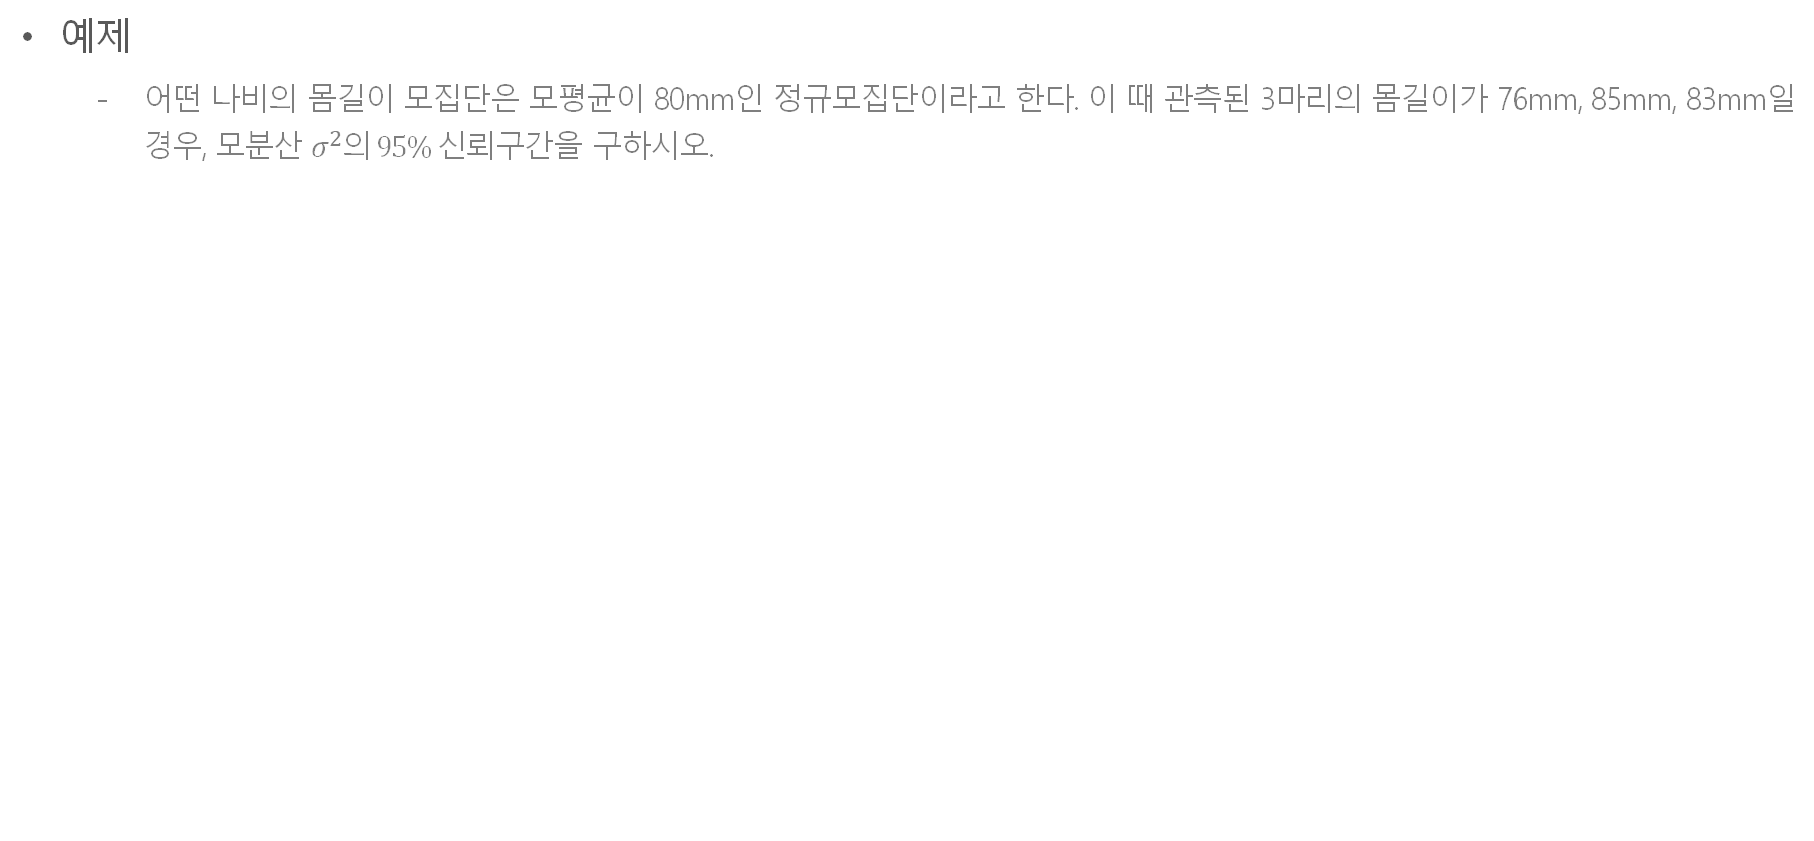 • 예제
- 어떤 나비의 몸길이 모집단은 모평균이 80mm인 정규모집단이라고 한다. 이 때 관측된 3마리의 몸길이가 76mm, 85mm, 83mm일
경우, 모분산 σ²의 95% 신뢰구간을 구하시오.